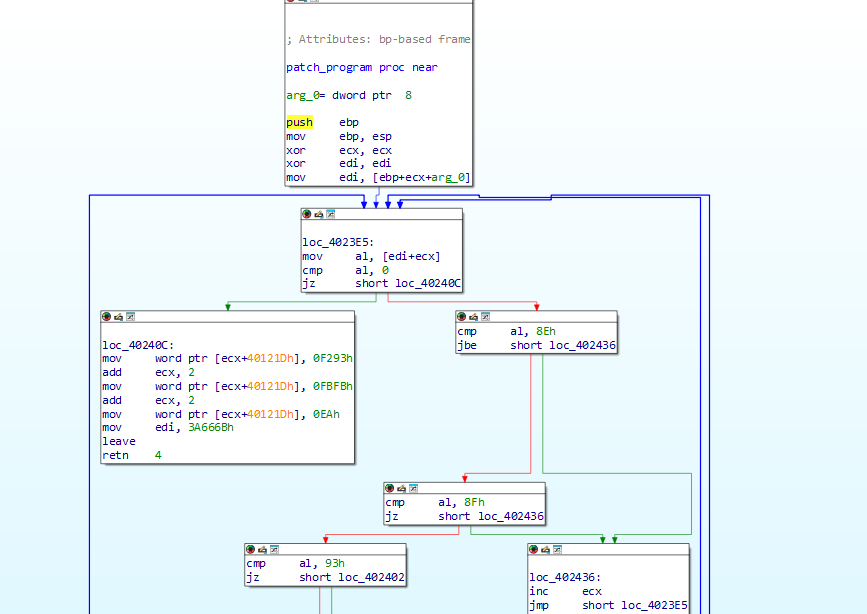 ; Attributes: bp-based frame
patch_program proc near
arg_0= dword ptr  8
push    ebp
mov     ebp, esp
xor     ecx, ecx
xor     edi, edi
mov     edi, [ebp+ecx+arg_0]
loc_4023E5:
mov     al, [edi+ecx]
cmp     al, 0
jz      short loc_40240C
loc_40240C:
mov     word ptr [ecx+40121Dh], 0F293h
add     ecx, 2
mov     word ptr [ecx+40121Dh], 0FBFBh
add     ecx, 2
mov     word ptr [ecx+40121Dh], 0EAh
mov     edi, 3A666Bh
leave
retn    4
cmp     al, 8Eh
jbe     short loc_402436
cmp     al, 8Fh
jz      short loc_402436
cmp     al, 93h
jz      short loc_402402
loc_402436:
inc     ecx
jmp     short loc_4023E5